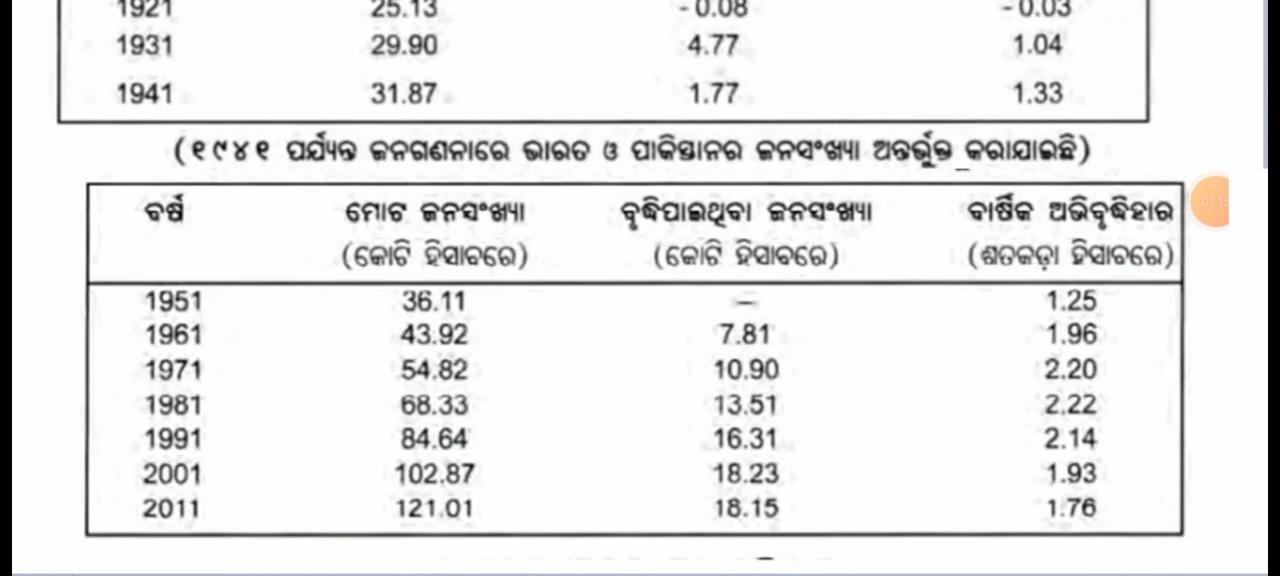 1921 25.13 - 0.08 - 0.03
1931 29.90 4.77 1.04
1941 31.87 1.77 1.33
(୧୯୪୧ ପର୍ଯ୍ୟନ୍ତ ଜନଗଣନାରେ ଭାରତ ଓ ପାକିସ୍ତାନର ଜନସଂଖ୍ୟା ଅନ୍ତର୍ଭୁକ୍ତ କରାଯାଇଛି)
ବର୍ଷ ମୋଟ ଜନସଂଖ୍ୟା ବୃଦ୍ଧିପାଇଥିବା ଜନସଂଖ୍ୟା ବାର୍ଷିକ ଅଭିବୃଦ୍ଧିହାର
(କୋଟି ହିସାବରେ) (କୋଟି ହିସାବରେ) (ଶତକଡ଼ା ହିସାବରେ)
1951 36.11 – 1.25
1961 43.92 7.81 1.96
1971 54.82 10.90 2.20
1981 68.33 13.51 2.22
1991 84.64 16.31 2.14
2001 102.87 18.23 1.93
2011 121.01 18.15 1.76